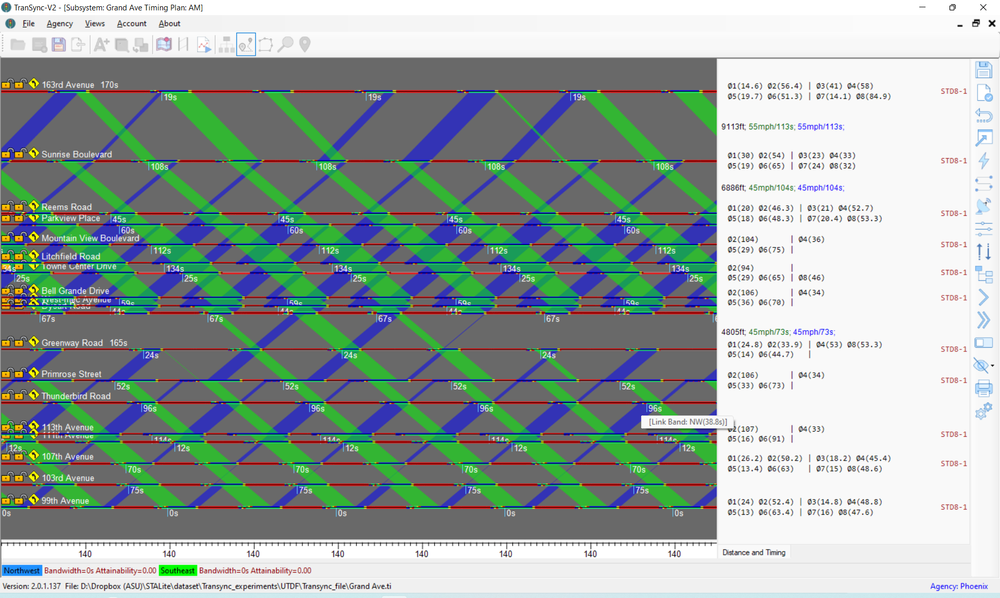 TranSync-V2 - [Subsystem: Grand Ave Timing Plan: AM]
File Agency Views Account About
163rd Avenue 170s
19s 19s 19s
Ø1(14.6) Ø2(56.4) | Ø3(41) Ø4(58)
Ø5(19.7) Ø6(51.3) | Ø7(14.1) Ø8(84.9)
STD8-1
9113ft; 55mph/113s; 55mph/113s;
Sunrise Boulevard
108s 108s 108s 108s
Ø1(30) Ø2(54) | Ø3(23) Ø4(33)
Ø5(19) Ø6(65) | Ø7(24) Ø8(32)
STD8-1
6886ft; 45mph/104s; 45mph/104s;
Reems Road
Parkview Place
45s 45s 45s 45s
60s 60s 60s 60s
Ø1(20) Ø2(46.3) | Ø3(21) Ø4(52.7)
Ø5(18) Ø6(48.3) | Ø7(20.4) Ø8(53.3)
STD8-1
Mountain View Boulevard
112s 112s 112s 112s
Ø2(104) | Ø4(36)
Ø5(29) Ø6(75) |
STD8-1
Litchfield Road
Towne Center Drive
34s 134s 134s 134s 134s
25s 25s 25s 25s 25s
Ø2(94) |
Ø5(29) Ø6(65) | Ø8(46)
STD8-1
Bell Grande Drive
West-mec Avenue
59s 59s 59s 59s
Dysart Road
44s 44s 44s 44s
67s 67s 67s 67s
Ø2(106) | Ø4(34)
Ø5(36) Ø6(70) |
STD8-1
4805ft; 45mph/73s; 45mph/73s;
Greenway Road 165s
24s 24s 24s
Ø1(24.8) Ø2(33.9) | Ø4(53) Ø8(53.3)
Ø5(14) Ø6(44.7) |
STD8-1
Primrose Street
52s 52s 52s 52s
Ø2(106) | Ø4(34)
Ø5(33) Ø6(73) |
STD8-1
Thunderbird Road
96s 96s 96s 96s
[Link Band: NW(38.8s)]
113th Avenue
111th Avenue
114s 114s 114s 114s
12s 12s 12s 12s 12s
Ø2(107) | Ø4(33)
Ø5(16) Ø6(91) |
STD8-1
107th Avenue
70s 70s 70s 70s
Ø1(26.2) Ø2(50.2) | Ø3(18.2) Ø4(45.4)
Ø5(13.4) Ø6(63) | Ø7(15) Ø8(48.6)
STD8-1
103rd Avenue
75s 75s 75s 75s
99th Avenue
0s 0s 0s 0s 0s
Ø1(24) Ø2(52.4) | Ø3(14.8) Ø4(48.8)
Ø5(13) Ø6(63.4) | Ø7(16) Ø8(47.6)
STD8-1
140 140 140 140 140 140 140 140
Distance and Timing
Northwest Bandwidth=0s Attainability=0.00 Southeast Bandwidth=0s Attainability=0.00
Version: 2.0.1.137 File: D:\Dropbox (ASU)\STALite\dataset\Transync_experiments\UTDF\Transync_file\Grand Ave.ti
Agency: Phoenix